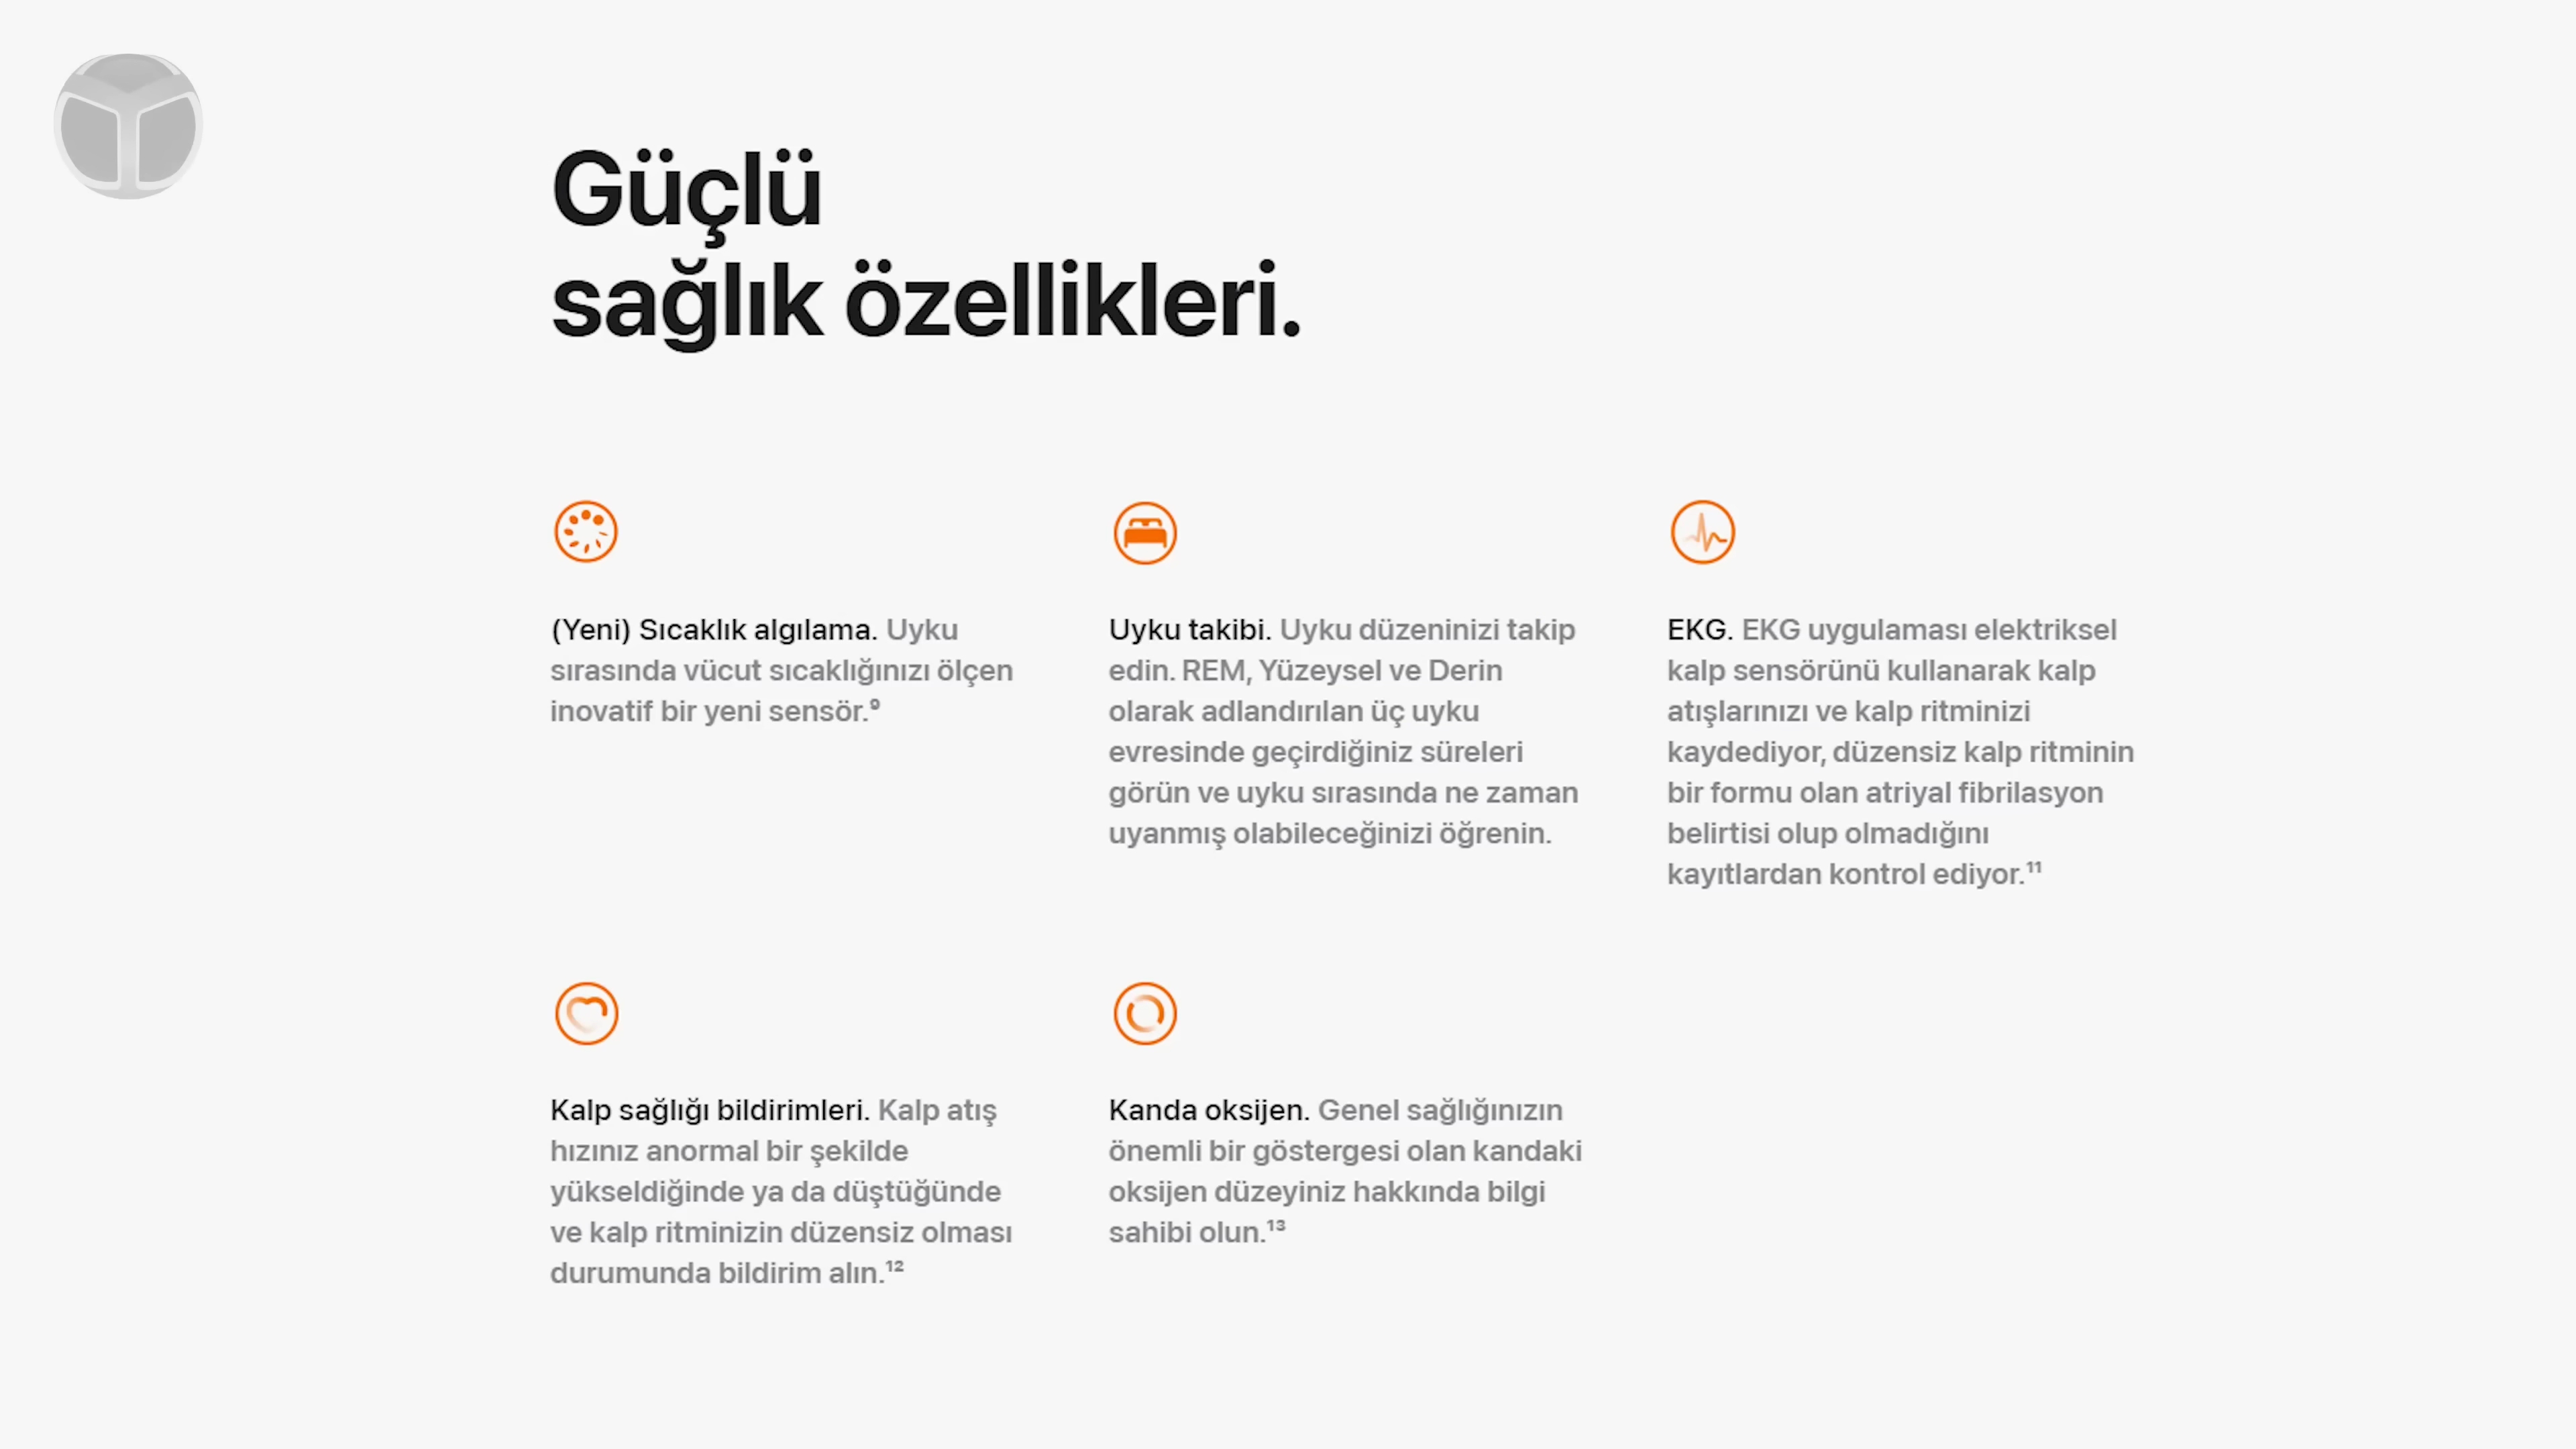 Güçlü
sağlık özellikleri.
(Yeni) Sıcaklık algılama. Uyku
sırasında vücut sıcaklığınızı ölçen
inovatif bir yeni sensör.⁹
Uyku takibi. Uyku düzeninizi takip
edin. REM, Yüzeysel ve Derin
olarak adlandırılan üç uyku
evresinde geçirdiğiniz süreleri
görün ve uyku sırasında ne zaman
uyanmış olabileceğinizi öğrenin.
EKG. EKG uygulaması elektriksel
kalp sensörünü kullanarak kalp
atışlarınızı ve kalp ritminizi
kaydediyor, düzensiz kalp ritminin
bir formu olan atriyal fibrilasyon
belirtisi olup olmadığını
kayıtlardan kontrol ediyor.¹¹
Kalp sağlığı bildirimleri. Kalp atış
hızınız anormal bir şekilde
yükseldiğinde ya da düştüğünde
ve kalp ritminizin düzensiz olması
durumunda bildirim alın.¹²
Kanda oksijen. Genel sağlığınızın
önemli bir göstergesi olan kandaki
oksijen düzeyiniz hakkında bilgi
sahibi olun.¹³